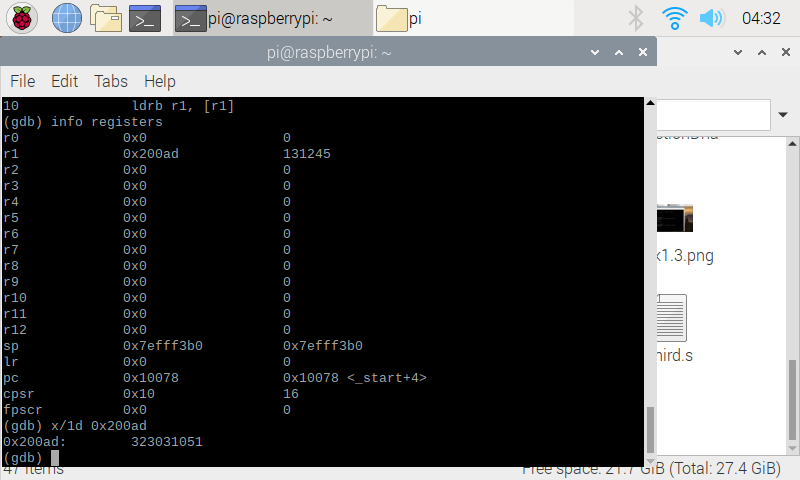 pi@raspberrypi: ~
pi
04:32
pi@raspberrypi: ~
File Edit Tabs Help
10 ldrb r1, [r1]
(gdb) info registers
r0 0x0 0
r1 0x200ad 131245
r2 0x0 0
r3 0x0 0
r4 0x0 0
r5 0x0 0
r6 0x0 0
r7 0x0 0
r8 0x0 0
r9 0x0 0
r10 0x0 0
r11 0x0 0
r12 0x0 0
sp 0x7efff3b0 0x7efff3b0
lr 0x0 0
pc 0x10078 0x10078 <_start+4>
cpsr 0x10 16
fpscr 0x0 0
(gdb) x/1d 0x200ad
0x200ad: 323031051
(gdb)
k1.3.png
hird.s
47 items
Free space: 21.7 GiB (Total: 27.4 GiB)